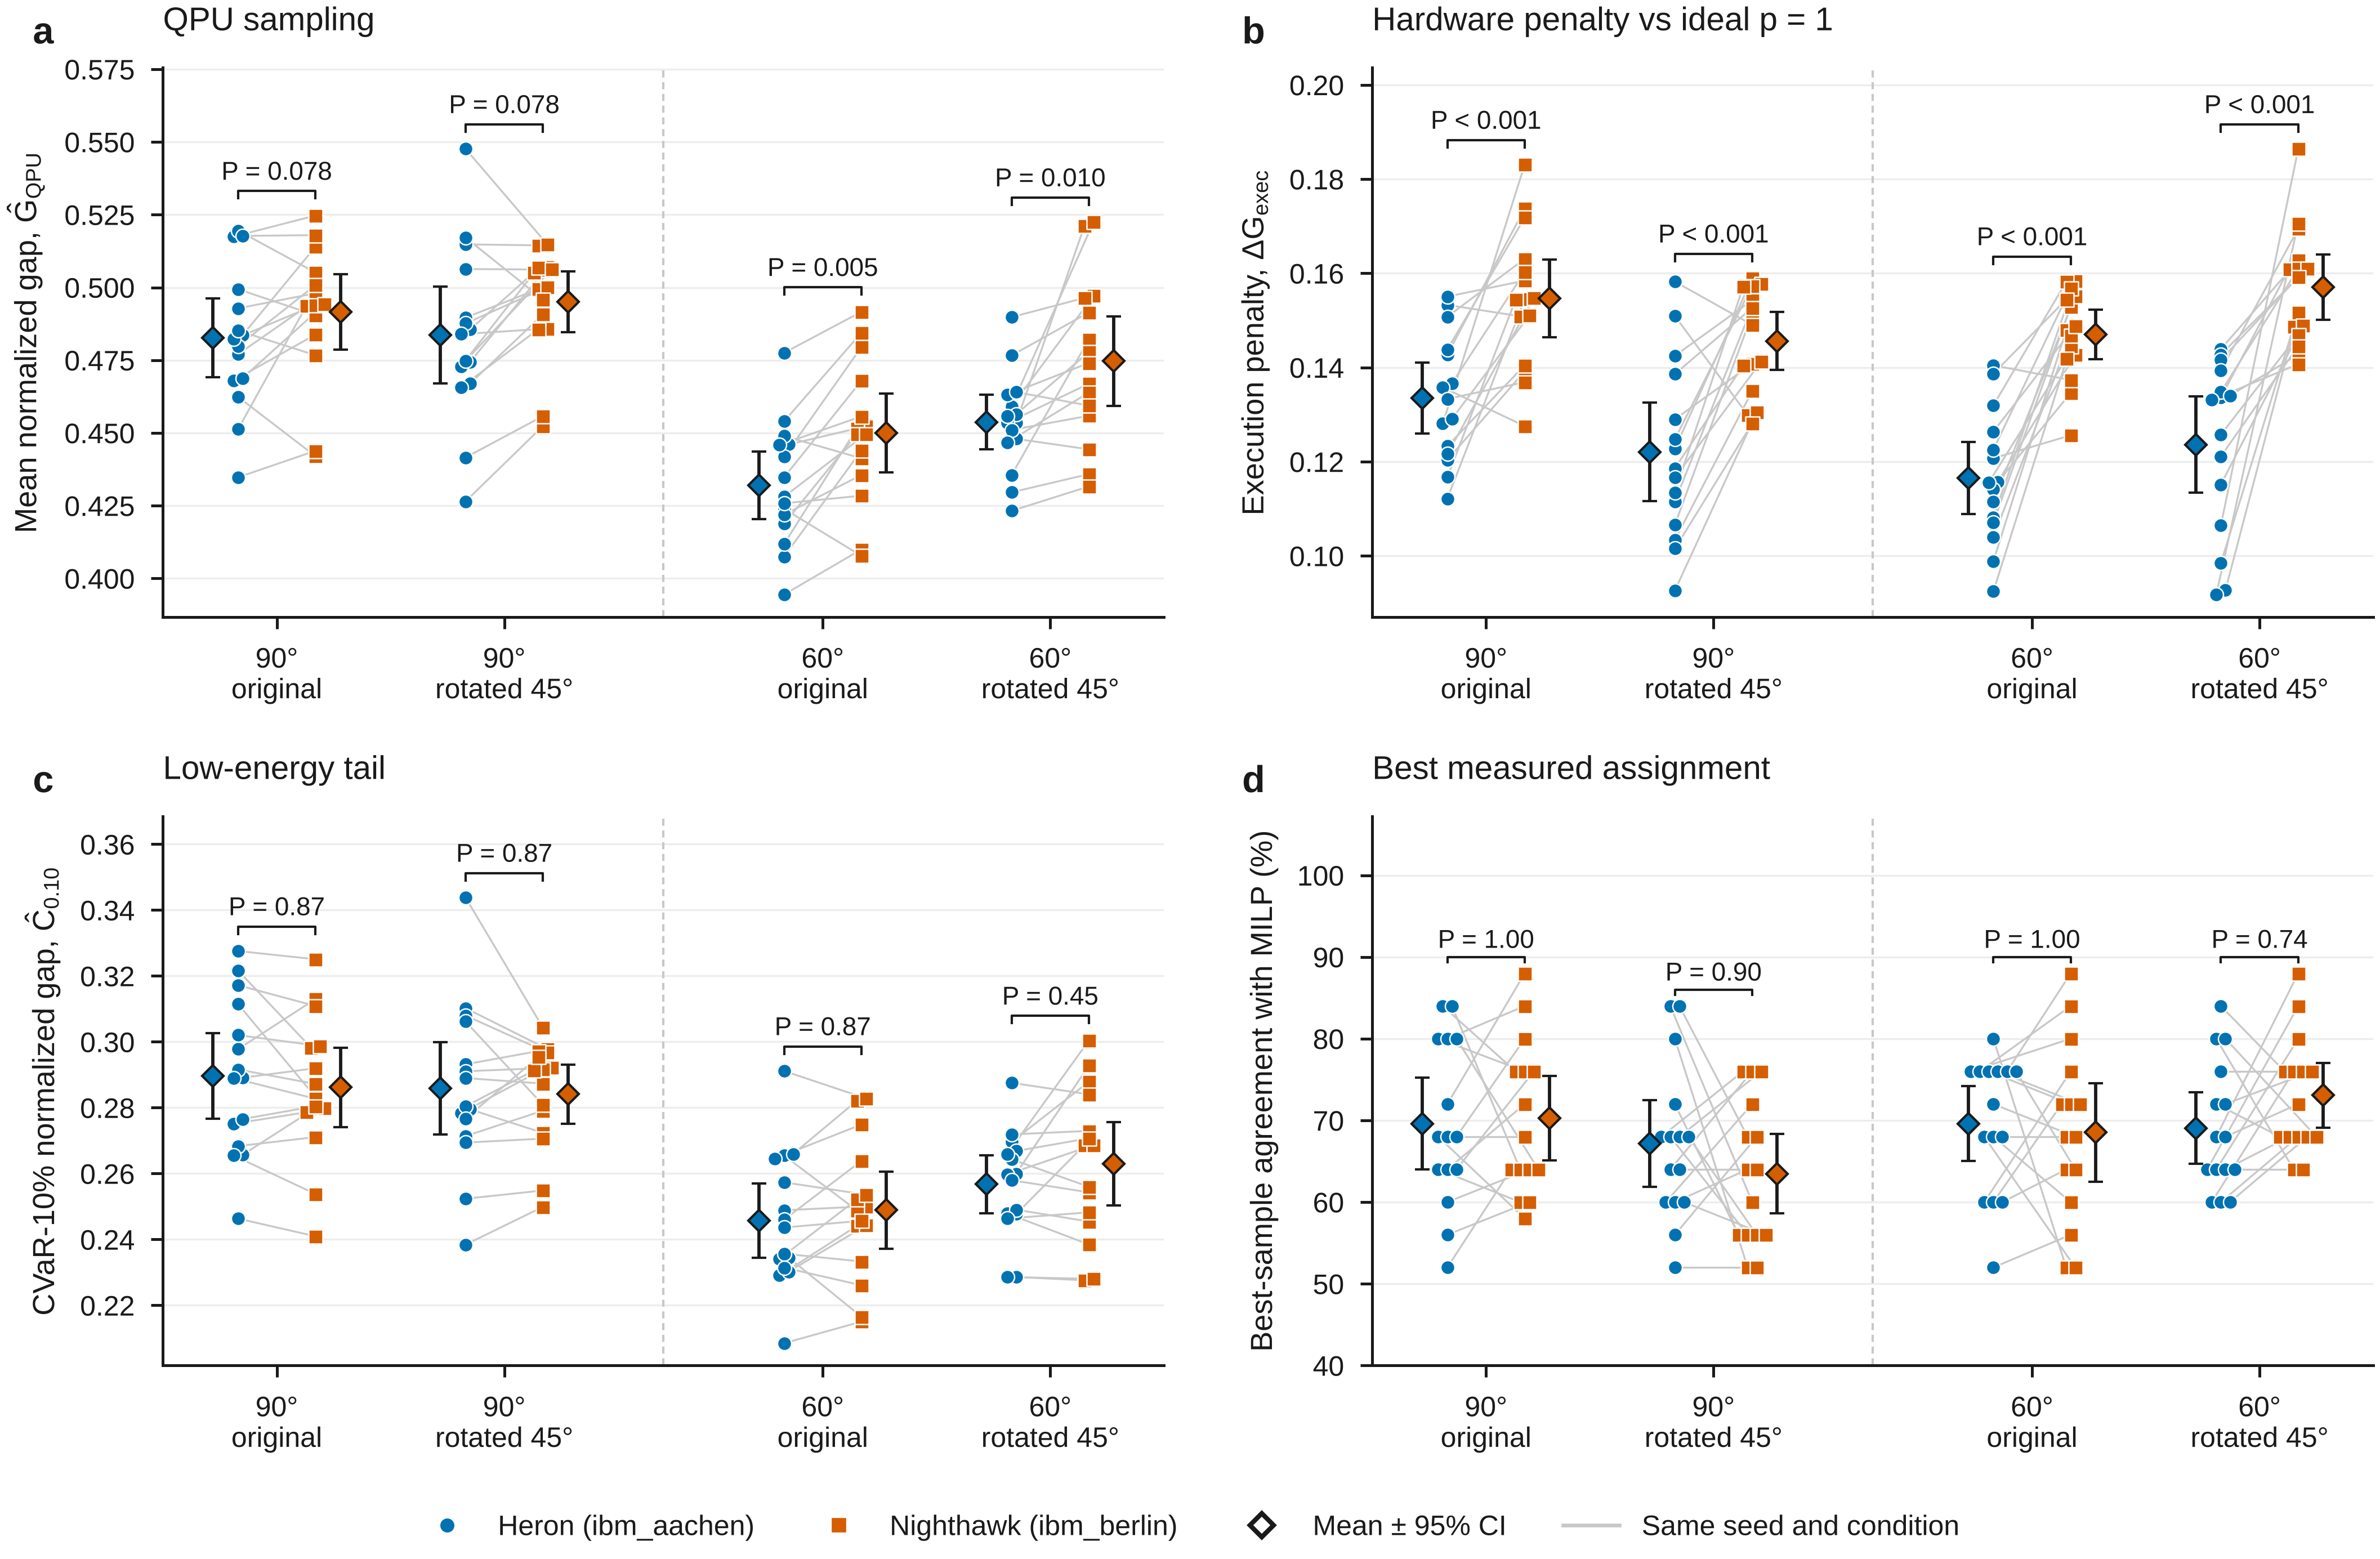 a
QPU sampling
Mean normalized gap, ĜQPU
0.575
0.550
0.525
0.500
0.475
0.450
0.425
0.400
P = 0.078
P = 0.078
P = 0.005
P = 0.010
90°
original
90°
rotated 45°
60°
original
60°
rotated 45°
b
Hardware penalty vs ideal p = 1
Execution penalty, ΔGexec
0.20
0.18
0.16
0.14
0.12
0.10
P < 0.001
P < 0.001
P < 0.001
P < 0.001
90°
original
90°
rotated 45°
60°
original
60°
rotated 45°
c
Low-energy tail
CVaR-10% normalized gap, Ĉ0.10
0.36
0.34
0.32
0.30
0.28
0.26
0.24
0.22
P = 0.87
P = 0.87
P = 0.87
P = 0.45
90°
original
90°
rotated 45°
60°
original
60°
rotated 45°
d
Best measured assignment
Best-sample agreement with MILP (%)
100
90
80
70
60
50
40
P = 1.00
P = 0.90
P = 1.00
P = 0.74
90°
original
90°
rotated 45°
60°
original
60°
rotated 45°
Heron (ibm_aachen)
Nighthawk (ibm_berlin)
Mean ± 95% CI
Same seed and condition